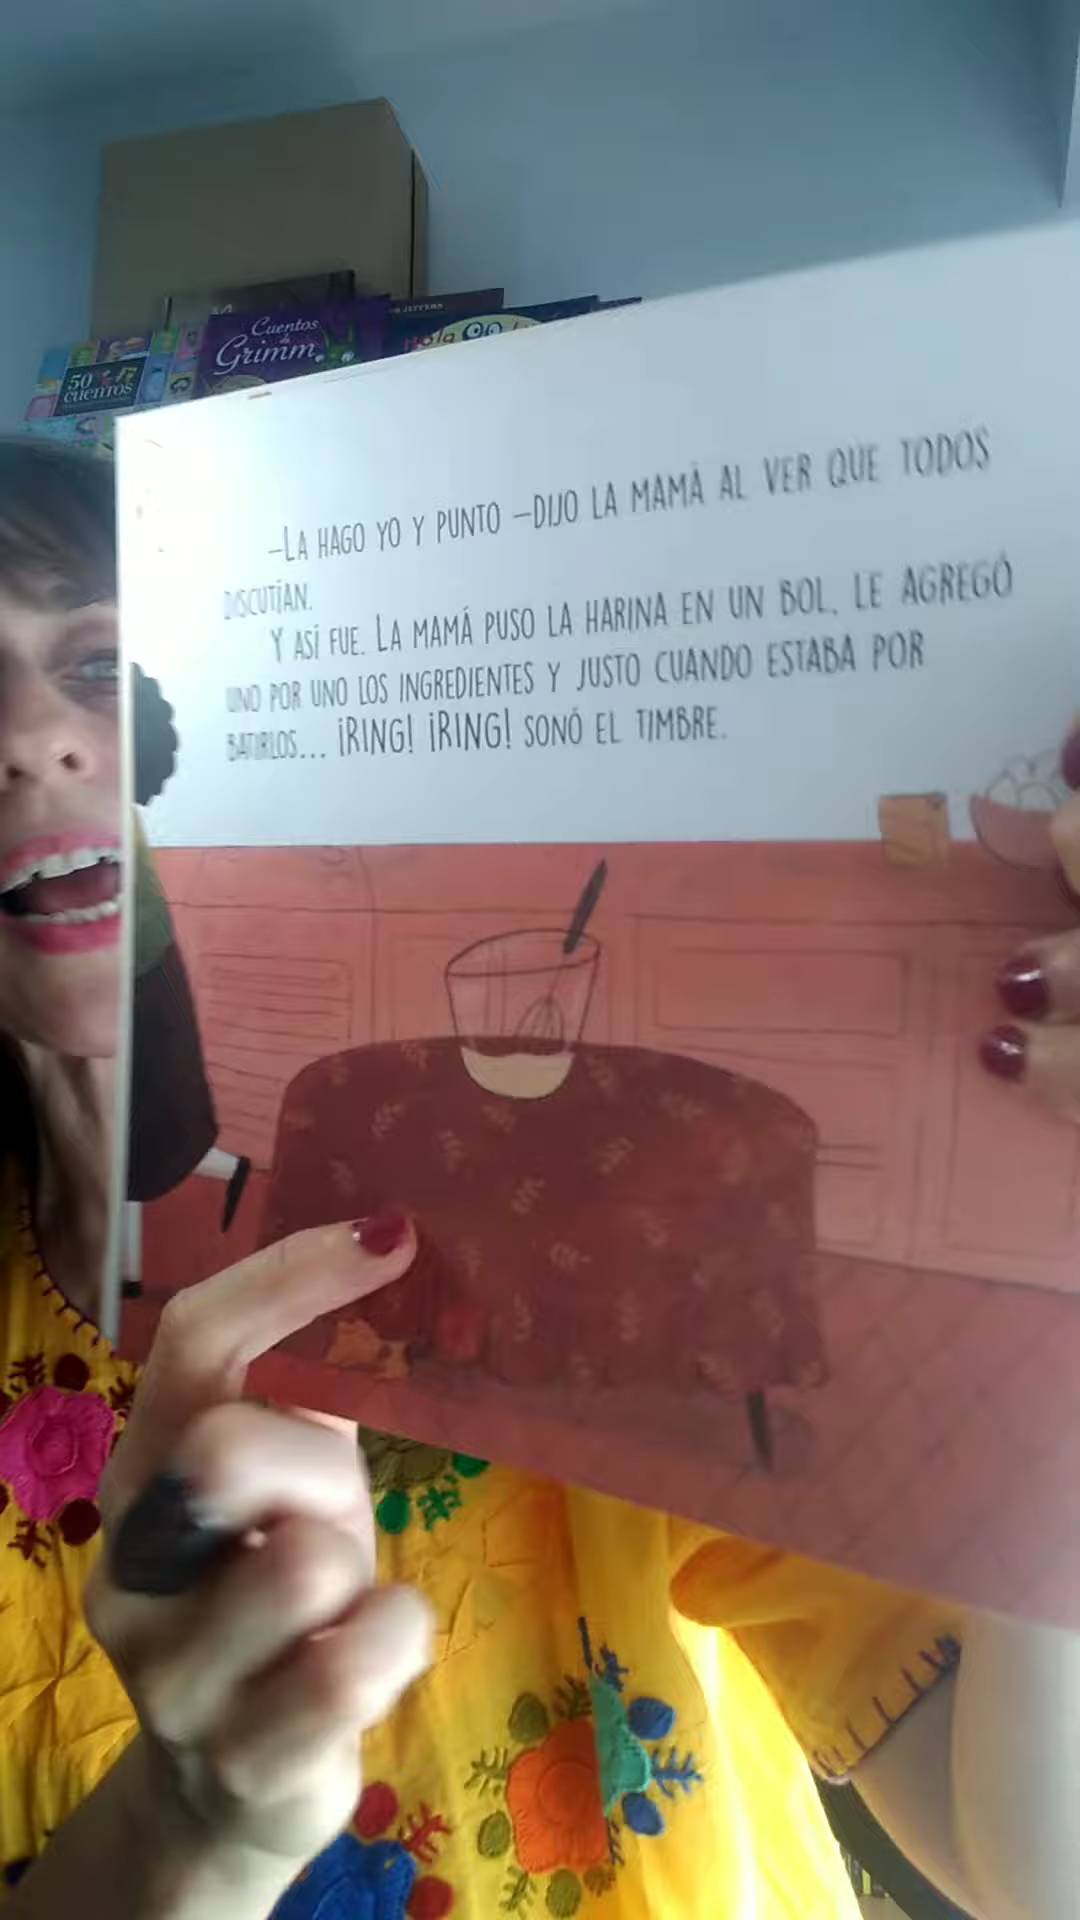 Cuentos
de
Grimm
50
cuentos
Hola
–LA HAGO YO Y PUNTO –DIJO LA MAMÁ AL VER QUE TODOS
DISCUTÍAN.
Y ASÍ FUE. LA MAMÁ PUSO LA HARINA EN UN BOL, LE AGREGÓ
UNO POR UNO LOS INGREDIENTES Y JUSTO CUANDO ESTABA POR
BATIRLOS... ¡RING! ¡RING! SONÓ EL TIMBRE.